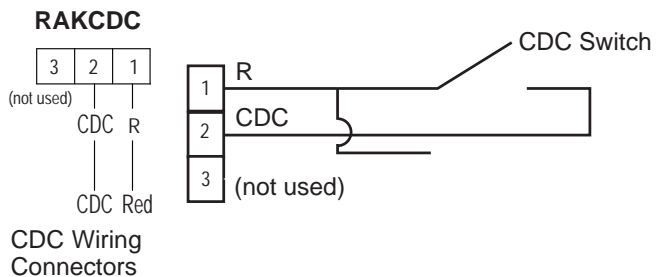 RAKCDC
3 2 1
(not used)
CDC R
CDC Red
CDC Wiring
Connectors
1 R
2 CDC
3 (not used)
CDC Switch